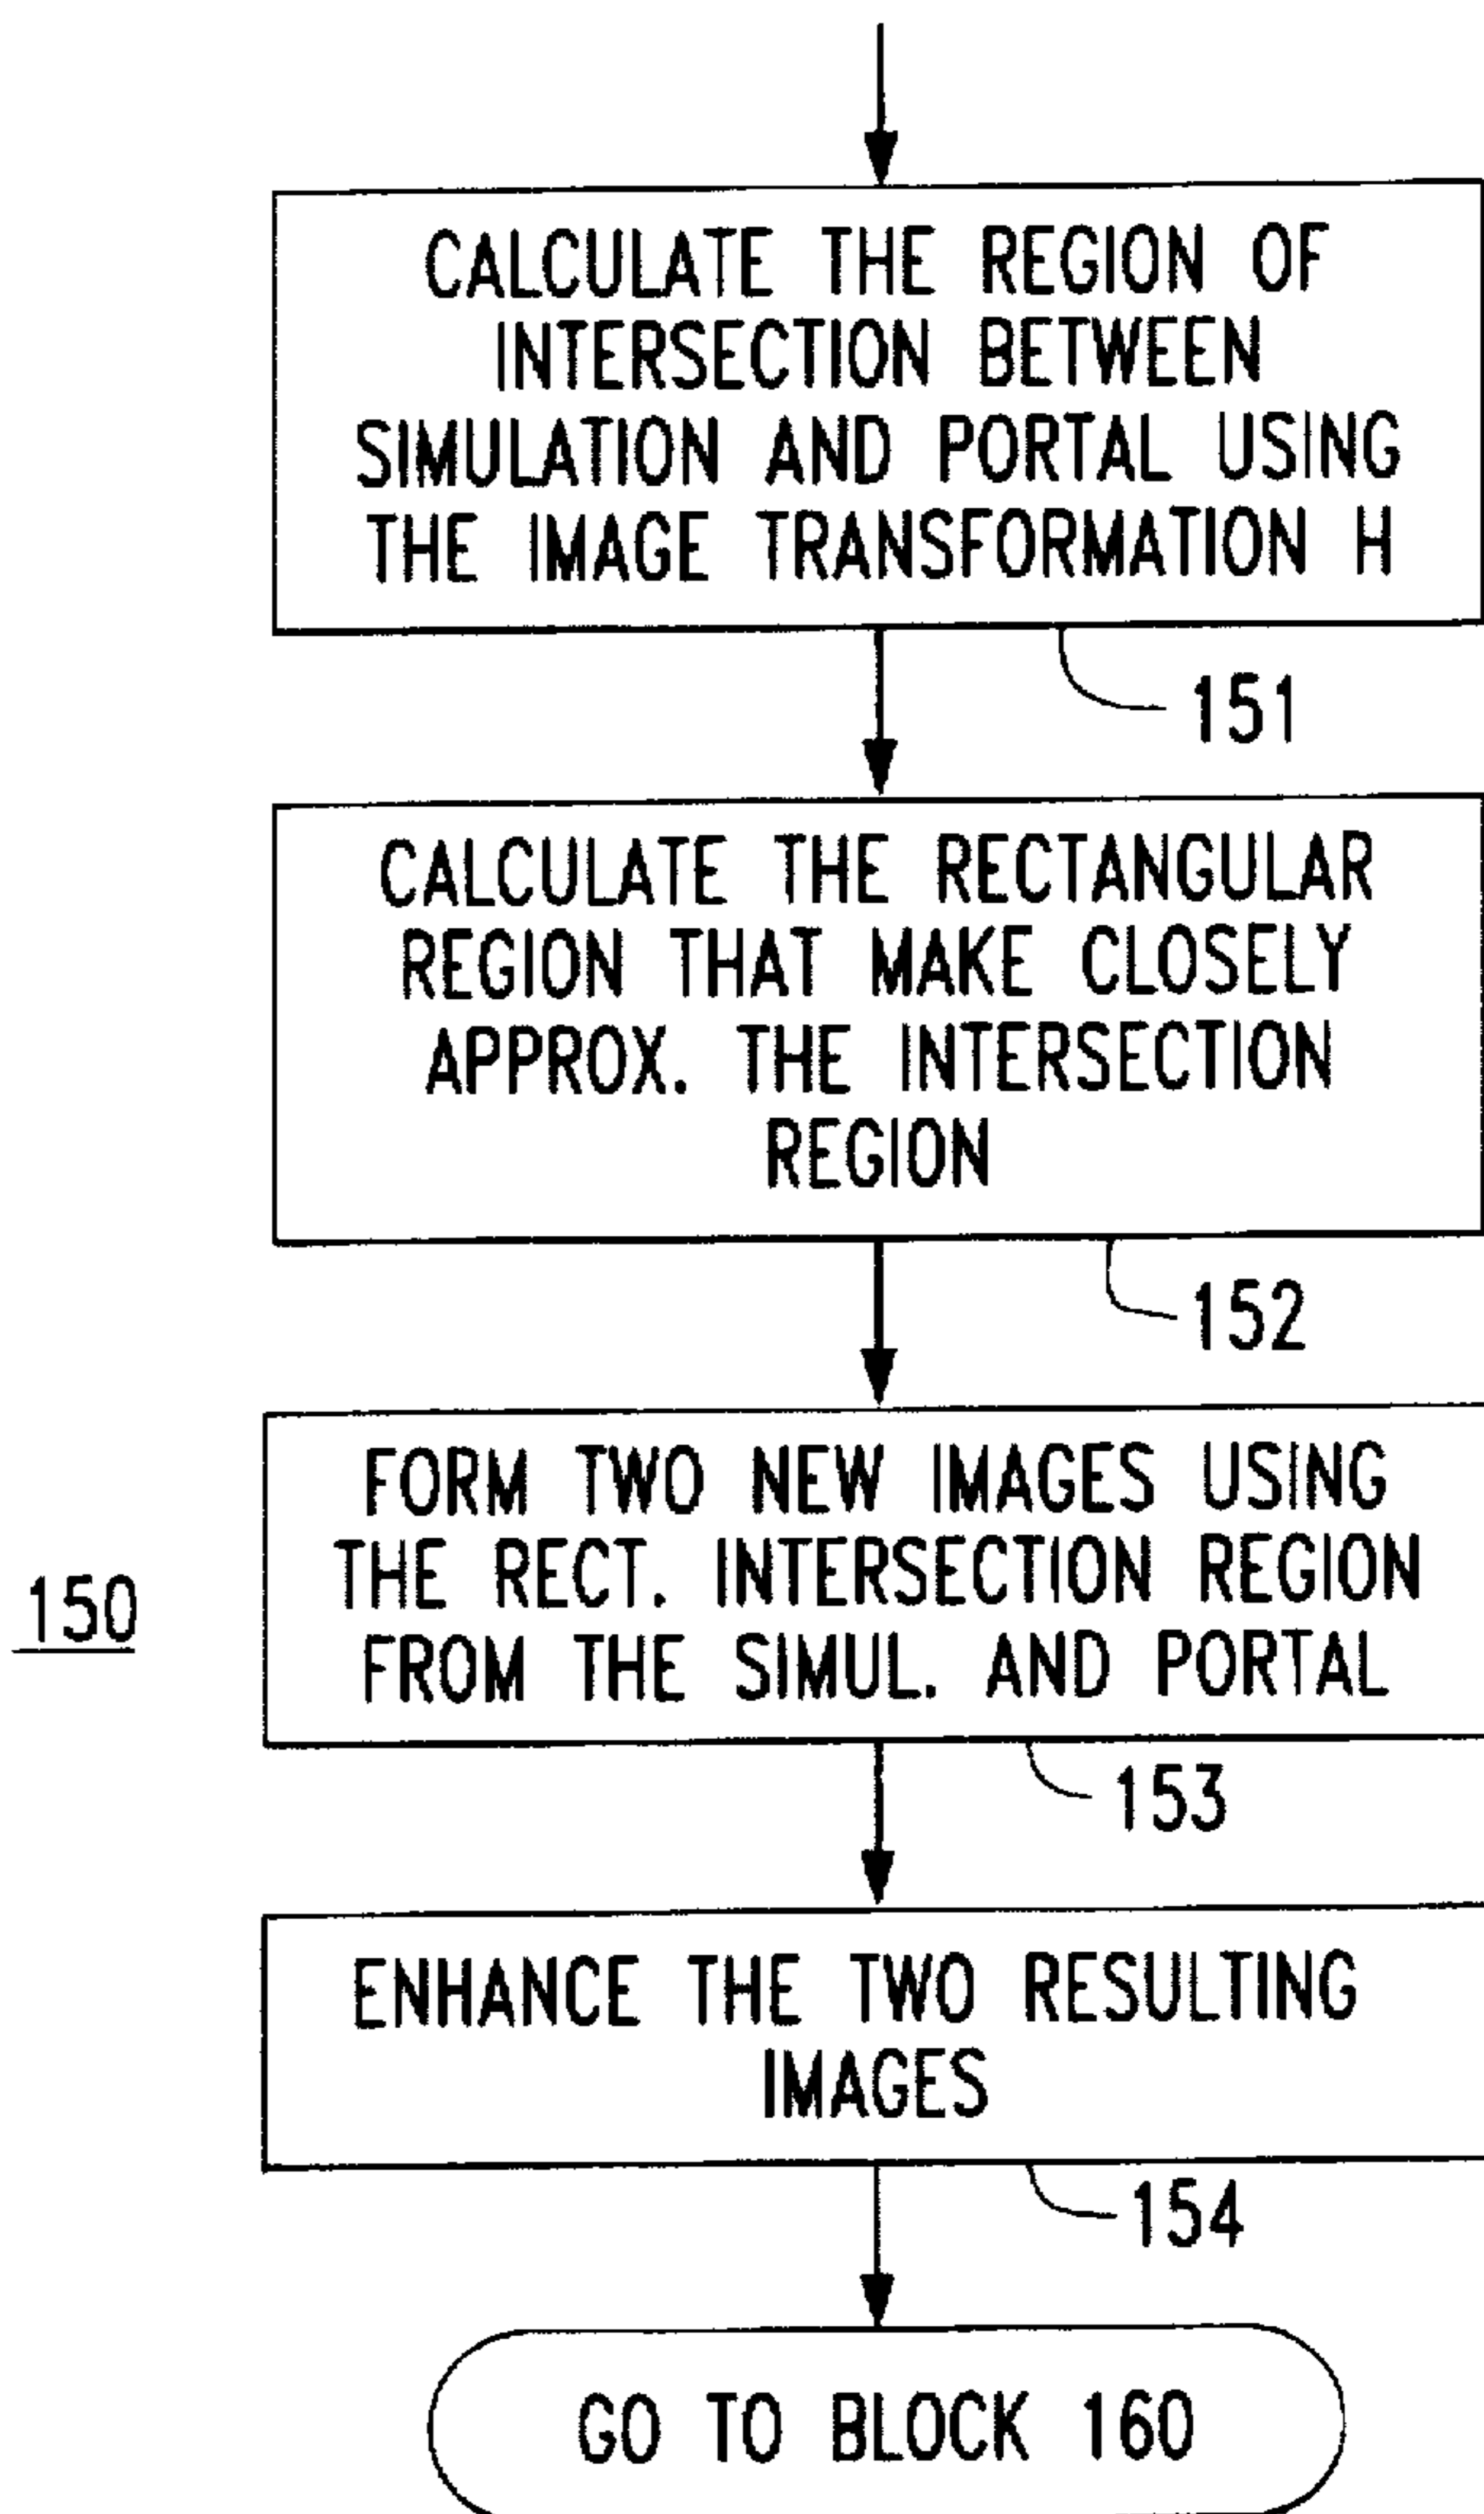 CALCULATE THE REGION OF
INTERSECTION BETWEEN
SIMULATION AND PORTAL USING
THE IMAGE TRANSFORMATION H
151
CALCULATE THE RECTANGULAR
REGION THAT MAKE CLOSELY
APPROX. THE INTERSECTION
REGION
152
FORM TWO NEW IMAGES USING
THE RECT. INTERSECTION REGION
FROM THE SIMUL. AND PORTAL
150
153
ENHANCE THE TWO RESULTING
IMAGES
154
GO TO BLOCK 160